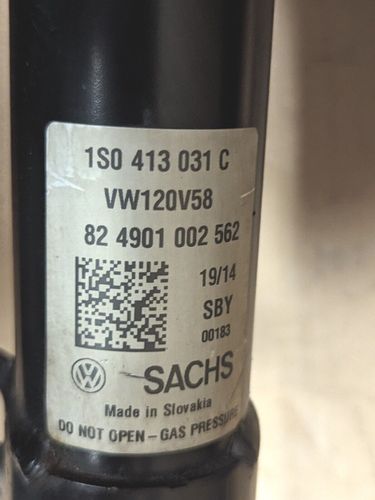 1S0 413 031 C
VW120V58
82 4901 002 562
19/14
SBY
00183
VW SACHS
Made in Slovakia
DO NOT OPEN - GAS PRESSURE